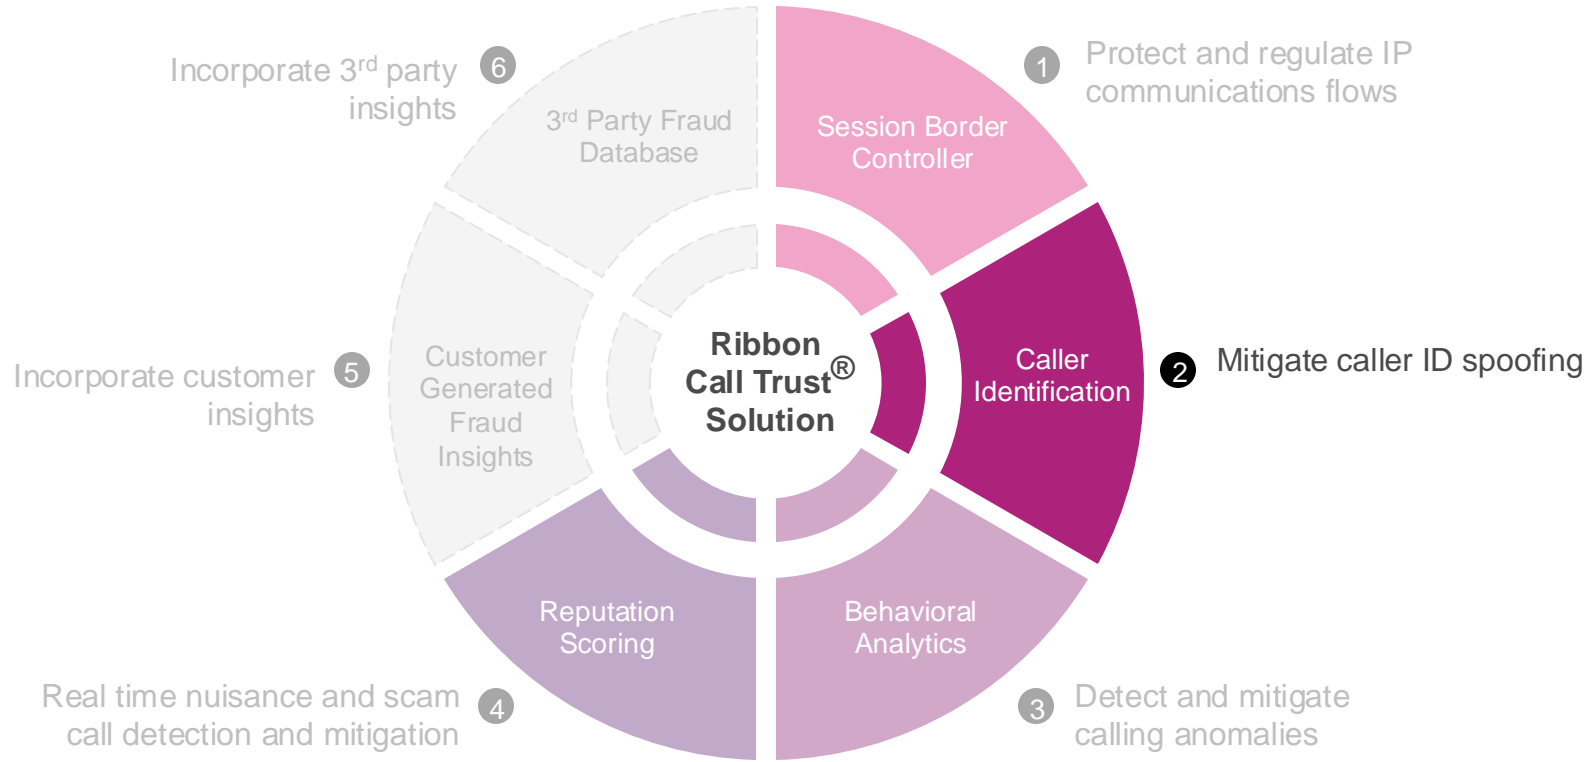 Ribbon
Call Trust®
Solution
1
Protect and regulate IP
communications flows
Session Border
Controller
2
Mitigate caller ID spoofing
Caller
Identification
3
Detect and mitigate
calling anomalies
Behavioral
Analytics
4
Real time nuisance and scam
call detection and mitigation
Reputation
Scoring
5
Incorporate customer
insights
Customer
Generated
Fraud
Insights
6
Incorporate 3rd party
insights
3rd Party Fraud
Database